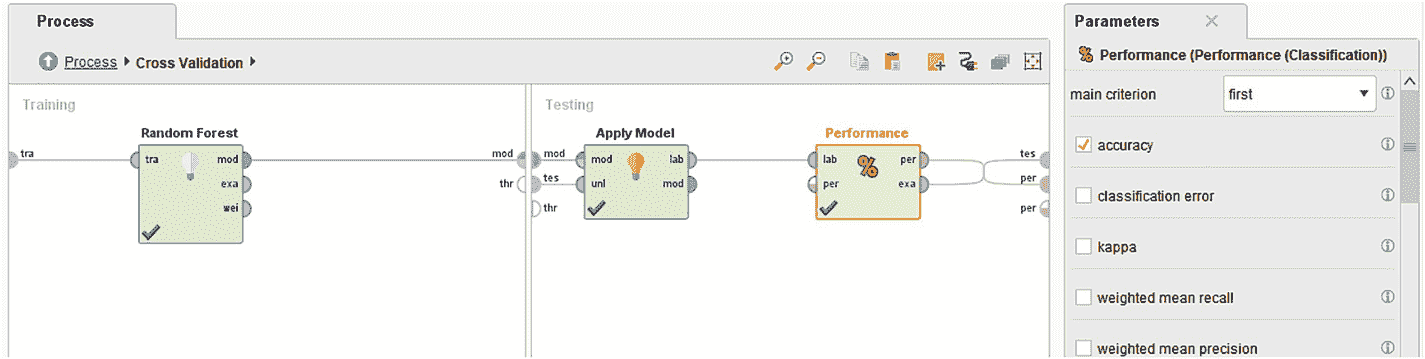 Process
Process Cross Validation
Training
tra
Random Forest
tra mod
exa
wei
mod
thr
Testing
mod
tes
thr
Apply Model
mod lab
unl mod
Performance
lab % per
per exa
tes
per
per
Parameters
% Performance (Performance (Classification))
main criterion first
accuracy
classification error
kappa
weighted mean recall
weighted mean precision